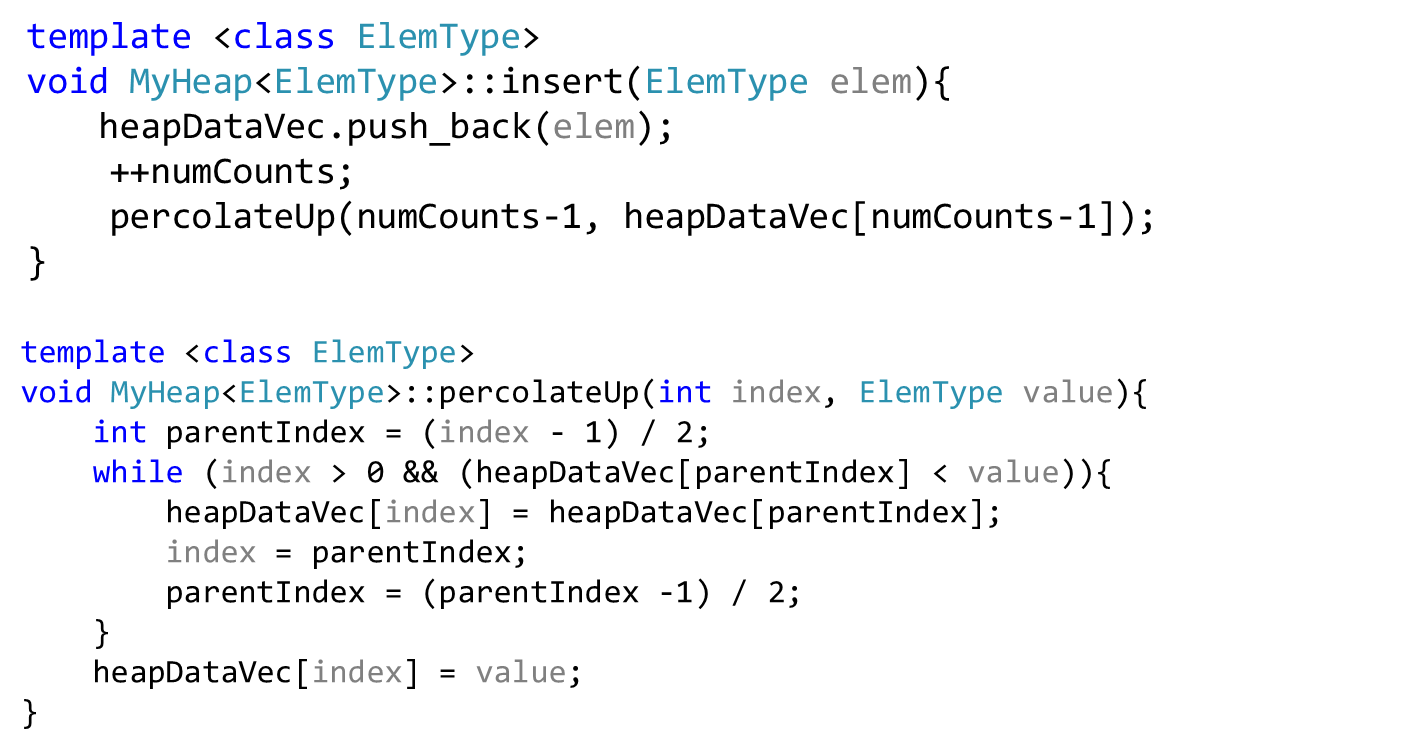 template <class ElemType>
void MyHeap<ElemType>::insert(ElemType elem){
    heapDataVec.push_back(elem);
    ++numCounts;
    percolateUp(numCounts-1, heapDataVec[numCounts-1]);
}

template <class ElemType>
void MyHeap<ElemType>::percolateUp(int index, ElemType value){
    int parentIndex = (index - 1) / 2;
    while (index > 0 && (heapDataVec[parentIndex] < value)){
        heapDataVec[index] = heapDataVec[parentIndex];
        index = parentIndex;
        parentIndex = (parentIndex -1) / 2;
    }
    heapDataVec[index] = value;
}